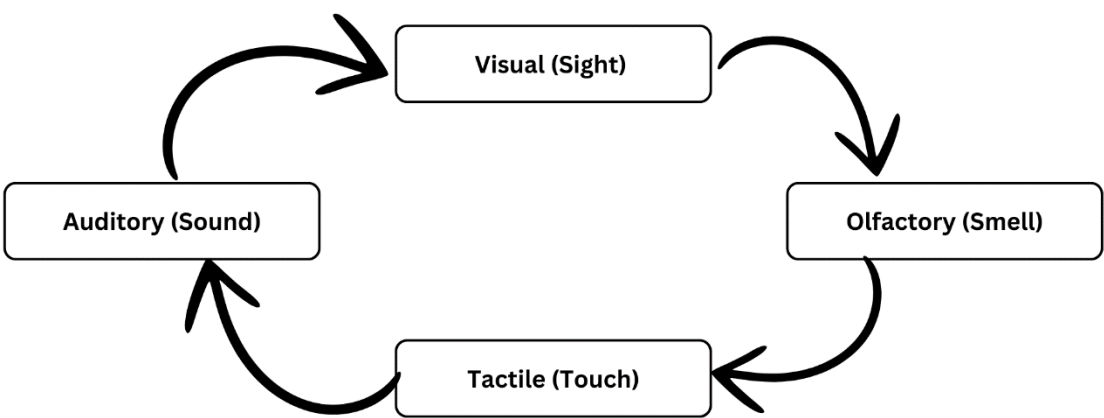 Visual (Sight)
Auditory (Sound)
Olfactory (Smell)
Tactile (Touch)